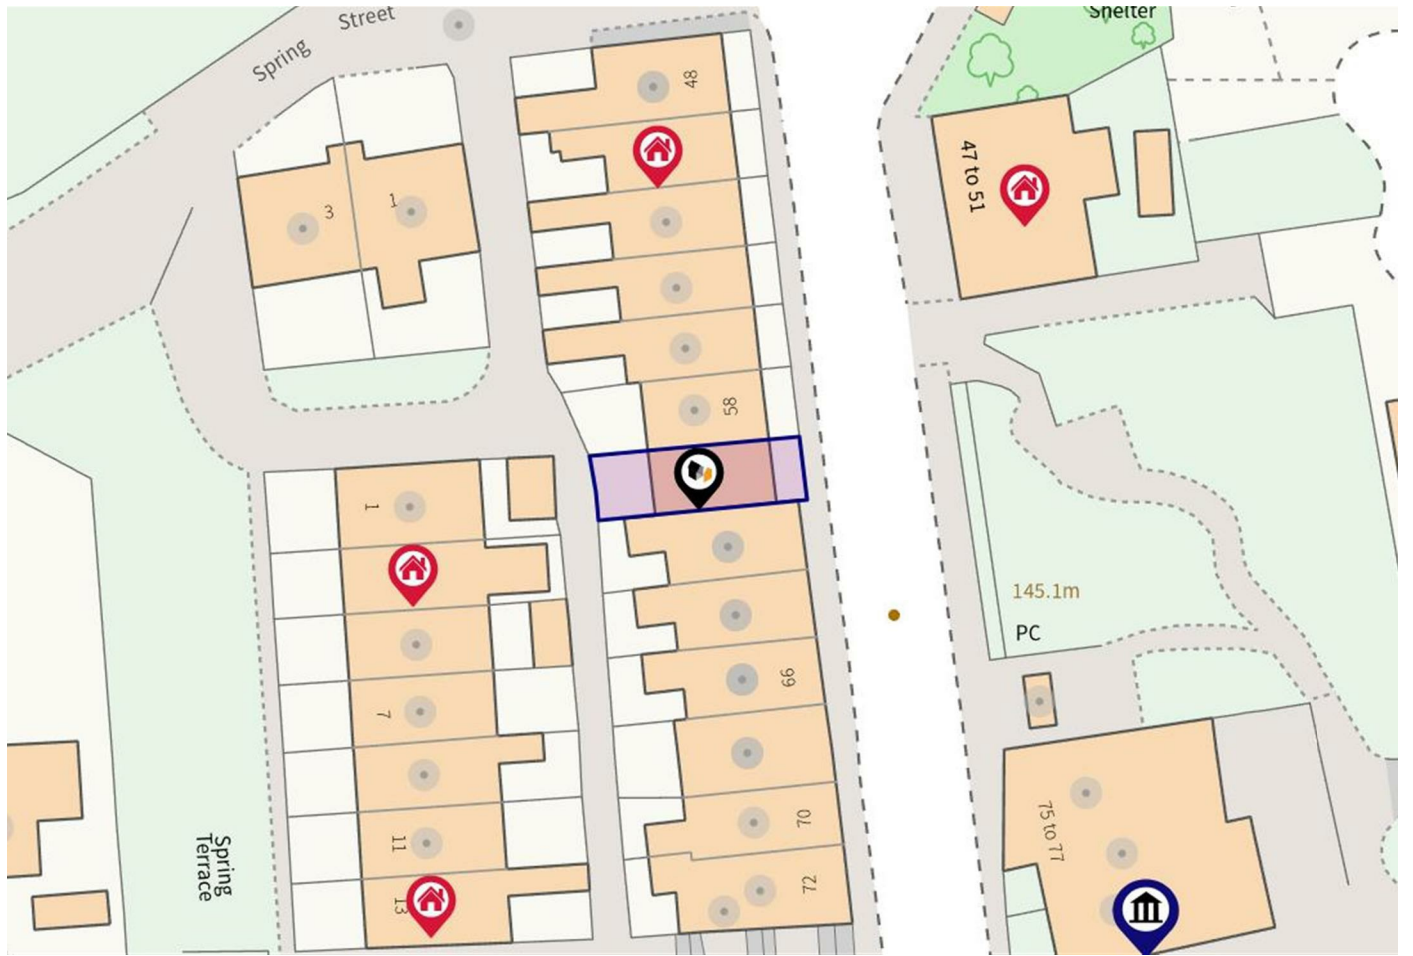 Street
Spring
Shelter
48
47 to 51
3
1
58
1
145.1m
PC
66
7
70
75 to 77
11
Spring
Terrace
72
13